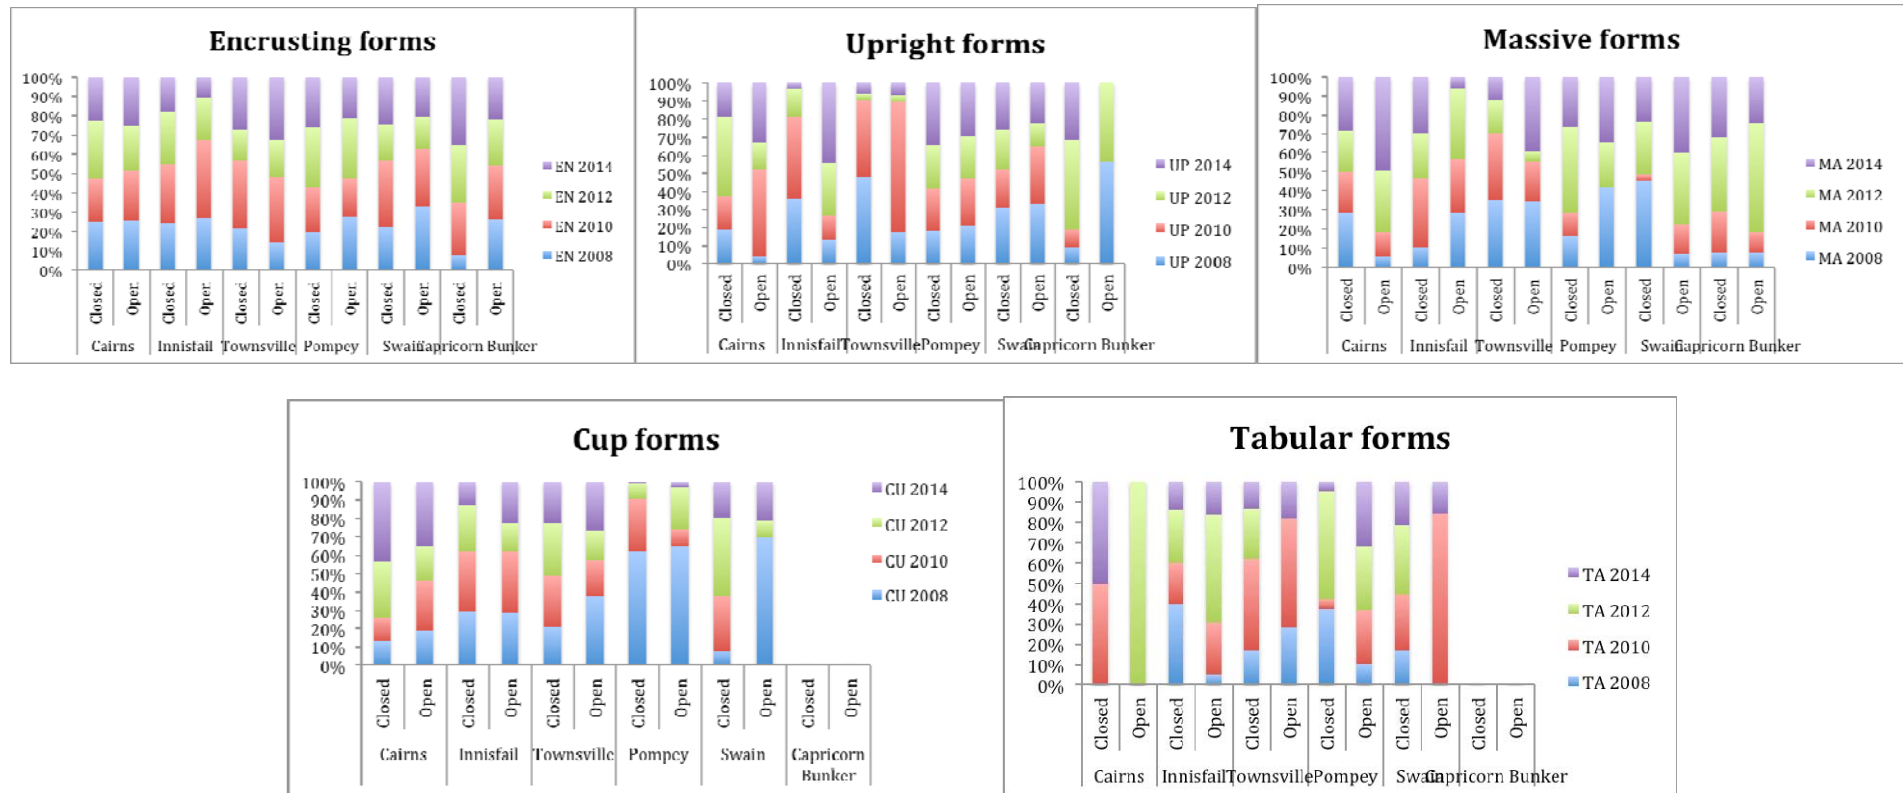 Encrusting forms
100%
90%
80%
70%
60%
50%
40%
30%
20%
10%
0%
Closed Open Closed Open Closed Open Closed Open Closed Open Closed Open
Cairns Innisfail Townsville Pompey Swain Capricorn Bunker
EN 2014
EN 2012
EN 2010
EN 2008
Upright forms
100%
90%
80%
70%
60%
50%
40%
30%
20%
10%
0%
Closed Open Closed Open Closed Open Closed Open Closed Open Closed Open
Cairns Innisfail Townsville Pompey Swain Capricorn Bunker
UP 2014
UP 2012
UP 2010
UP 2008
Massive forms
100%
90%
80%
70%
60%
50%
40%
30%
20%
10%
0%
Closed Open Closed Open Closed Open Closed Open Closed Open Closed Open
Cairns Innisfail Townsville Pompey Swain Capricorn Bunker
MA 2014
MA 2012
MA 2010
MA 2008
Cup forms
100%
90%
80%
70%
60%
50%
40%
30%
20%
10%
0%
Closed Open Closed Open Closed Open Closed Open Closed Open Closed Open
Cairns Innisfail Townsville Pompey Swain Capricorn
Bunker
CU 2014
CU 2012
CU 2010
CU 2008
Tabular forms
100%
90%
80%
70%
60%
50%
40%
30%
20%
10%
0%
Closed Open Closed Open Closed Open Closed Open Closed Open Closed Open
Cairns Innisfail Townsville Pompey Swain Capricorn Bunker
TA 2014
TA 2012
TA 2010
TA 2008